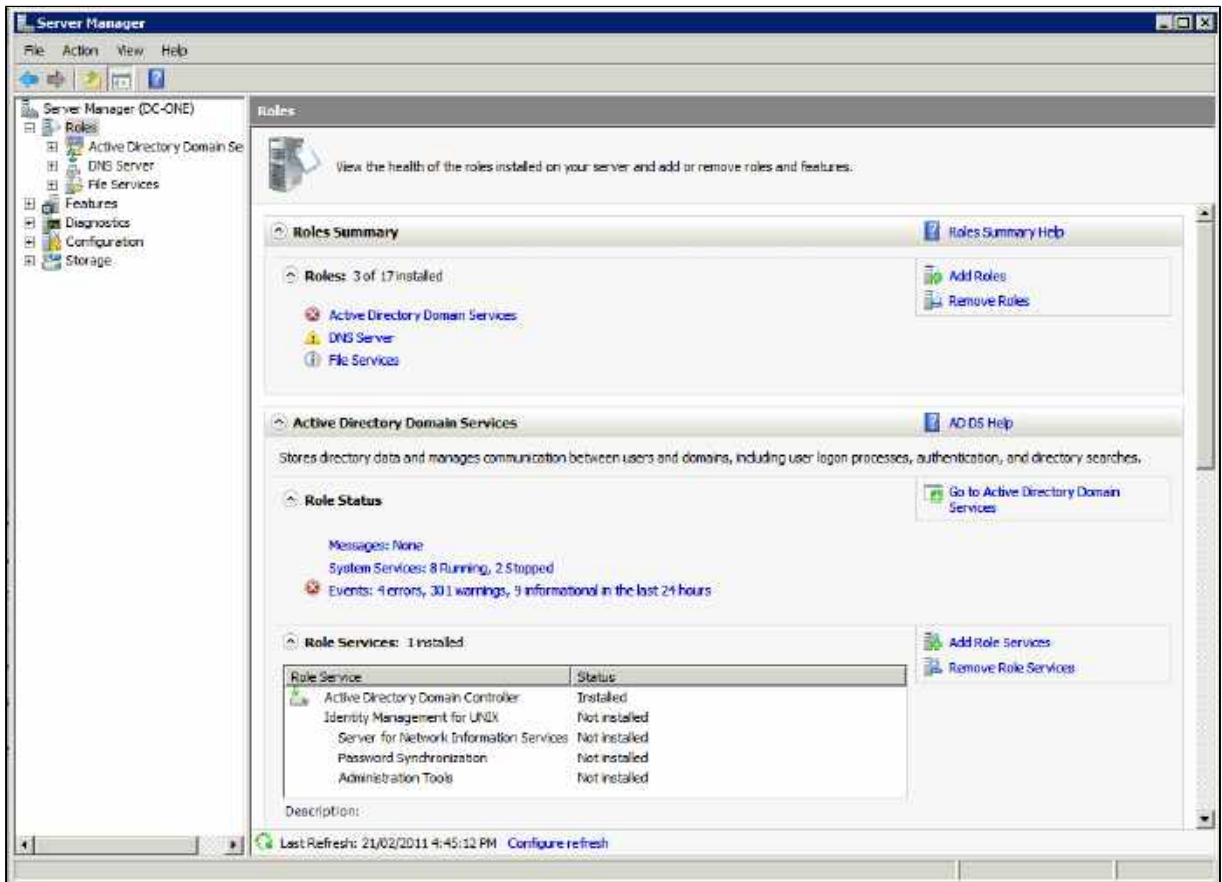 Server Manager
File Action View Help
Server Manager (DC-ONE)
Roles
Active Directory Domain Se
DNS Server
File Services
Features
Diagnostics
Configuration
Storage
Roles
View the health of the roles installed on your server and add or remove roles and features.
Roles Summary
Roles Summary Help
Roles: 3 of 17 installed
Add Roles
Remove Roles
Active Directory Domain Services
DNS Server
File Services
Active Directory Domain Services
AD DS Help
Stores directory data and manages communication between users and domains, including user logon processes, authentication, and directory searches.
Role Status
Go to Active Directory Domain
Services
Messages: None
System Services: 8 Running, 2 Stopped
Events: 4 errors, 301 warnings, 9 informational in the last 24 hours
Role Services: 1 installed
Add Role Services
Remove Role Services
Role Service Status
Active Directory Domain Controller Installed
Identity Management for UNIX Not installed
Server for Network Information Services Not installed
Password Synchronization Not installed
Administration Tools Not installed
Description:
Last Refresh: 21/02/2011 4:45:12 PM Configure refresh